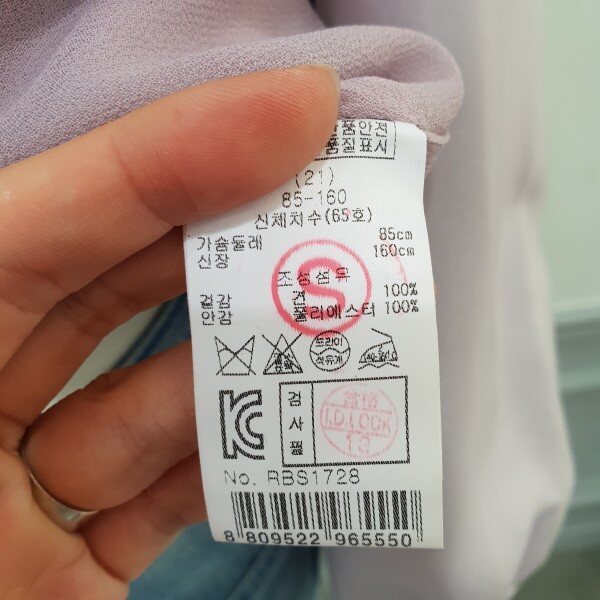 품안전
품질표시
(21)
85-160
신체치수(65호)
가슴둘레 85cm
신장 160cm
S
조성섬유
겉감 견 100%
안감 폴리에스터 100%
드라이
석유계
검사필
IDLOOK
13
No. RBS1728
8 809522 965550